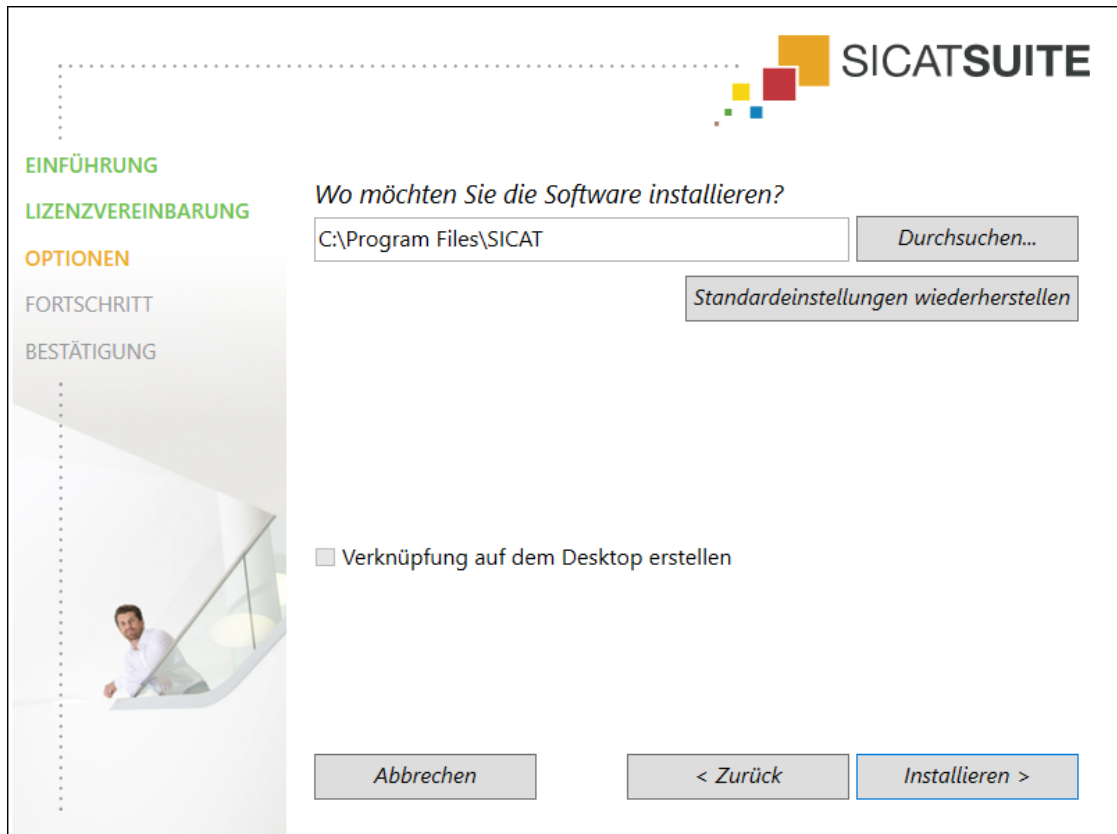 SICATSUITE
EINFÜHRUNG
LIZENZVEREINBARUNG
OPTIONEN
FORTSCHRITT
BESTÄTIGUNG
Wo möchten Sie die Software installieren?
C:\Program Files\SICAT
Durchsuchen...
Standardeinstellungen wiederherstellen
Verknüpfung auf dem Desktop erstellen
Abbrechen
< Zurück
Installieren >